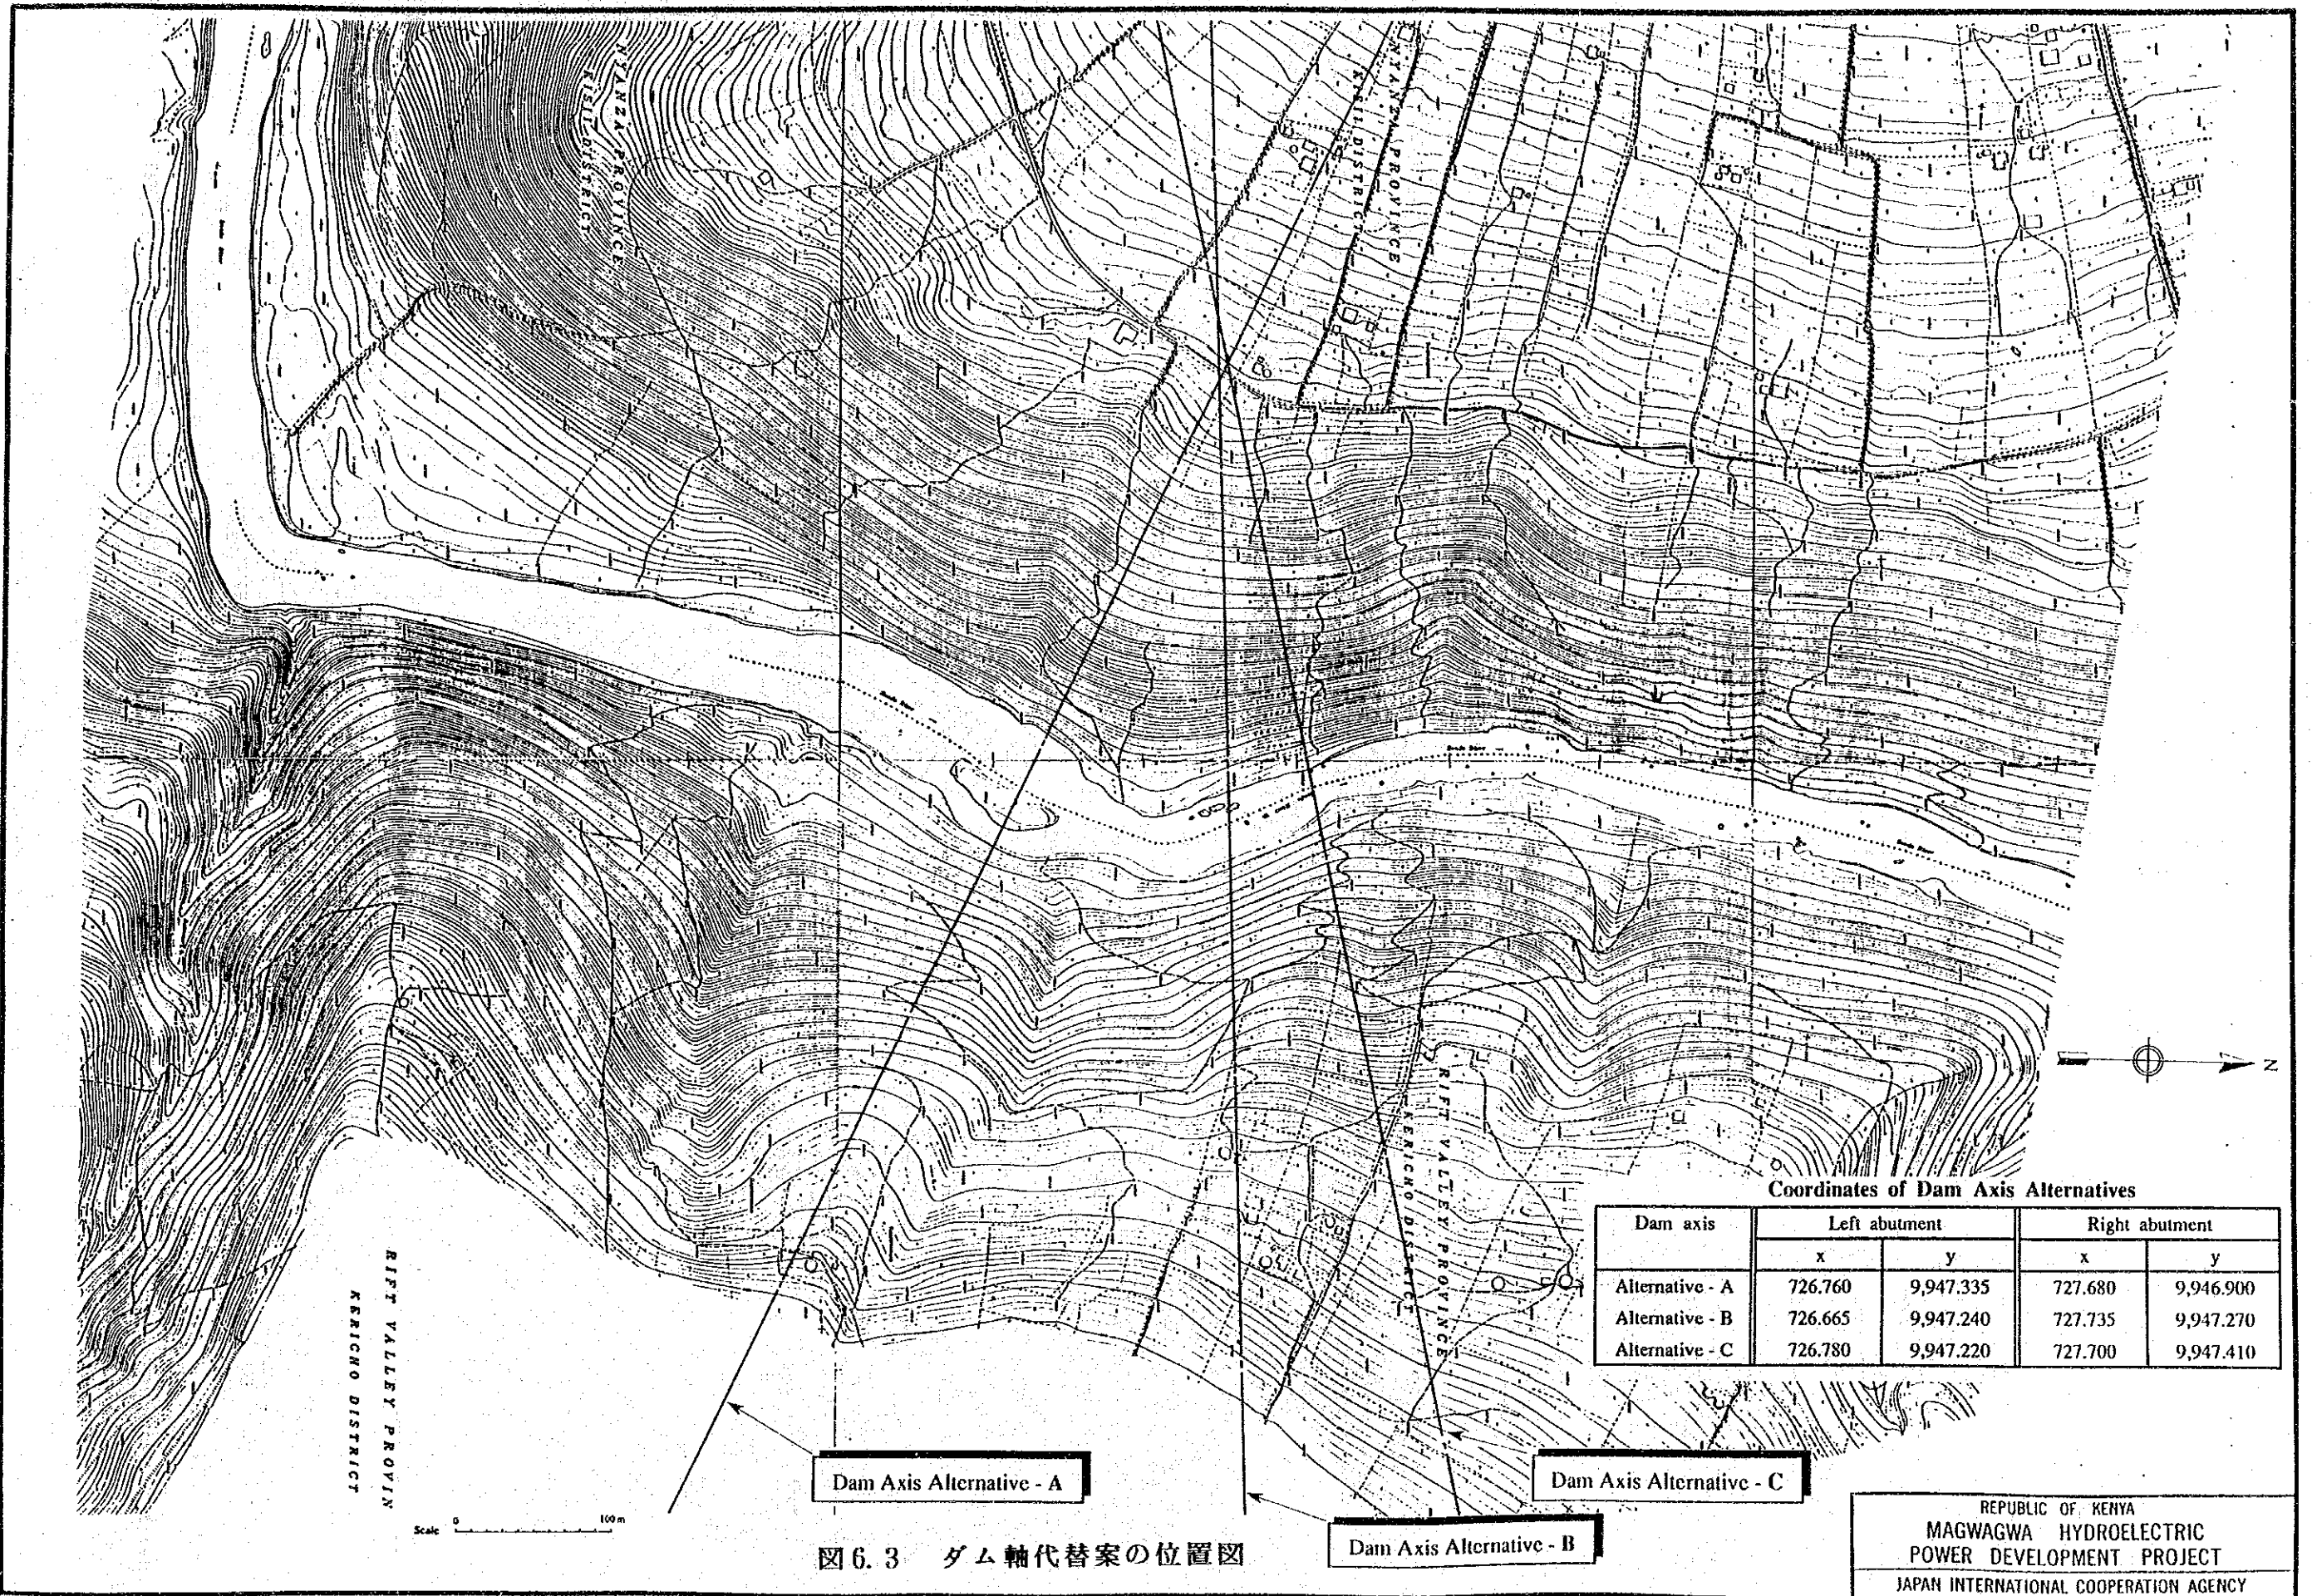 NYANZA PROVINCE
KISII DISTRICT
NYANZA PROVINCE
KISII DISTRICT
N
RIFT VALLEY PROVINCE
KERICHO DISTRICT
RIFT VALLEY PROVIN
KERICHO DISTRICT
Coordinates of Dam Axis Alternatives
Dam axis Left abutment Right abutment
x y x y
Alternative - A 726.760 9,947.335 727.680 9,946.900
Alternative - B 726.665 9,947.240 727.735 9,947.270
Alternative - C 726.780 9,947.220 727.700 9,947.410
Dam Axis Alternative - A
Dam Axis Alternative - C
Dam Axis Alternative - B
Scale 0 100 m
図6.3 ダム軸代替案の位置図
REPUBLIC OF KENYA
MAGWAGWA HYDROELECTRIC
POWER DEVELOPMENT PROJECT
JAPAN INTERNATIONAL COOPERATION AGENCY